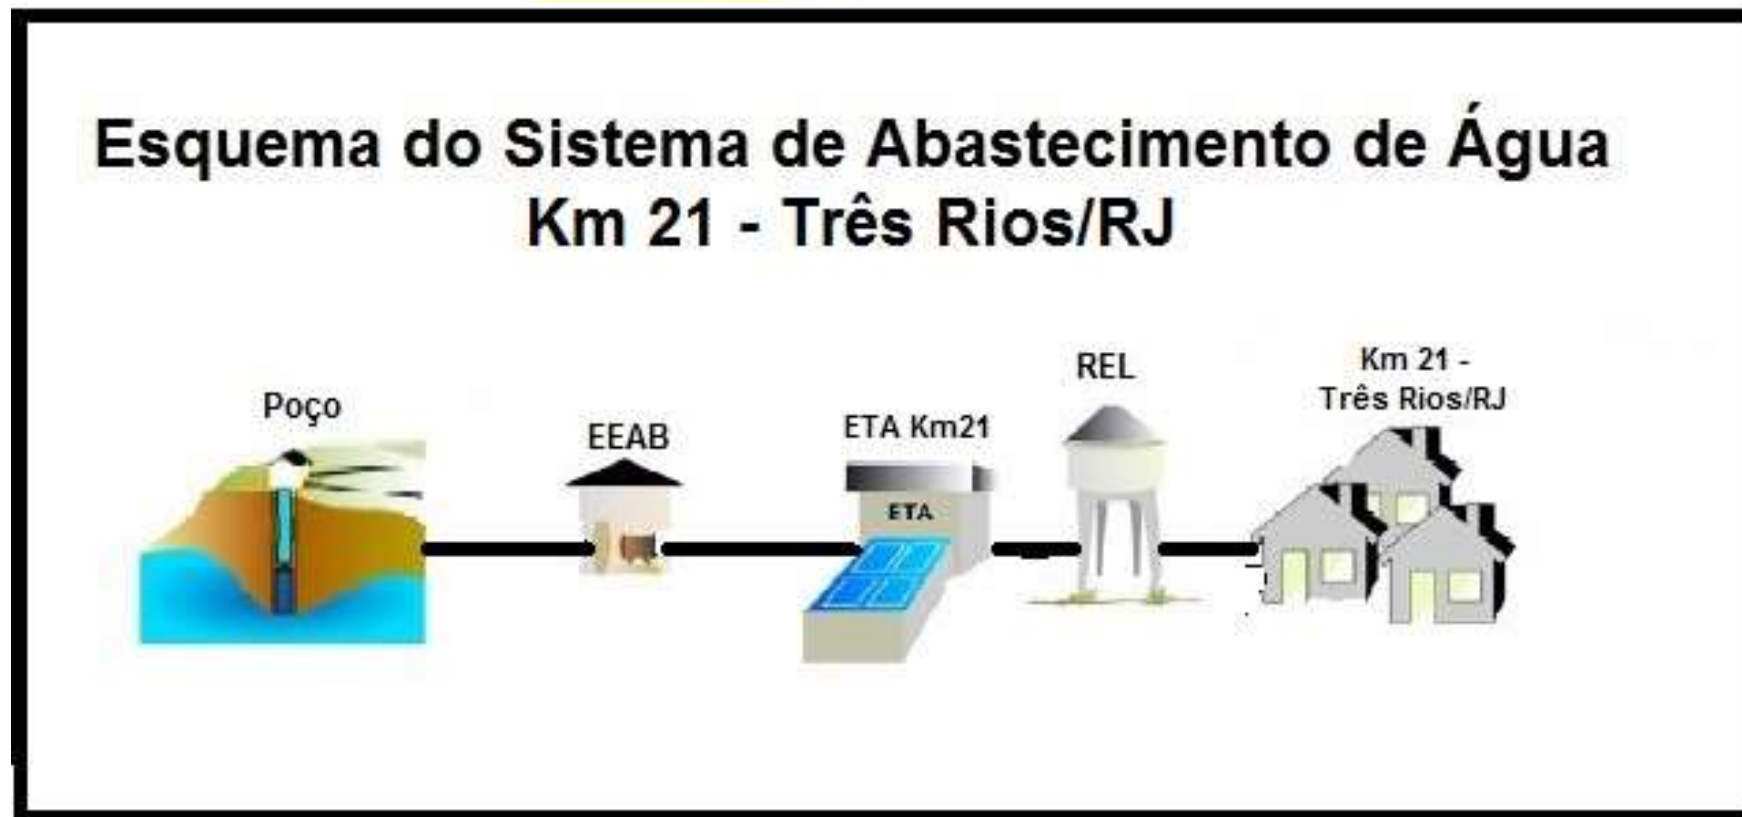 Esquema do Sistema de Abastecimento de Água
Km 21 - Três Rios/RJ
Poço
EEAB
ETA Km21
ETA
REL
Km 21 -
Três Rios/RJ